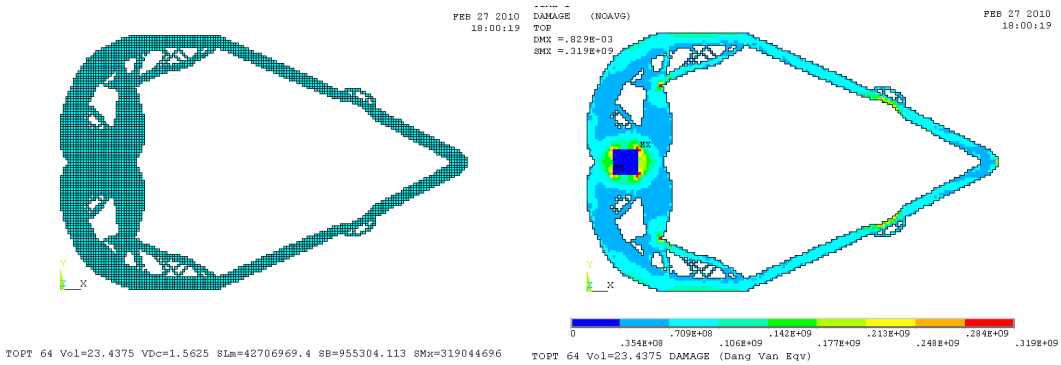 FEB 27 2010
18:00:19
Y
Z X
TOPT 64 Vol=23.4375 VDc=1.5625 SLm=42706969.4 SB=955304.113 SMx=319044696
DAMAGE (NOAVG)
TOP
DMX =.829E-03
SMX =.319E+09
FEB 27 2010
18:00:19
MX
Y
Z X
0 .709E+08 .142E+09 .213E+09 .284E+09
.354E+08 .106E+09 .177E+09 .248E+09 .319E+09
TOPT 64 Vol=23.4375 DAMAGE (Dang Van Eqv)